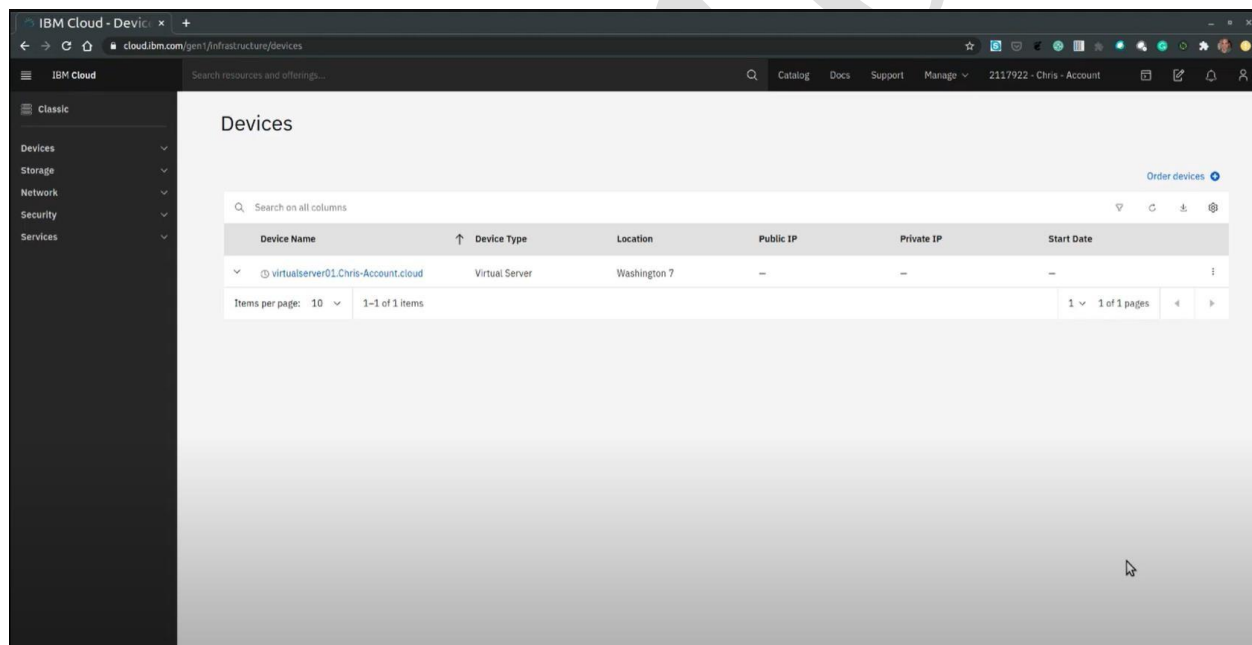 IBM Cloud - Devic
cloud.ibm.com/gen1/infrastructure/devices
IBM Cloud
Search resources and offerings...
Catalog Docs Support Manage 2117922 - Chris - Account
Classic
Devices
Storage
Network
Security
Services
Devices
Order devices
Search on all columns
Device Name Device Type Location Public IP Private IP Start Date
virtualserver01.Chris-Account.cloud Virtual Server Washington 7 – – –
Items per page: 10 1–1 of 1 items 1 1 of 1 pages